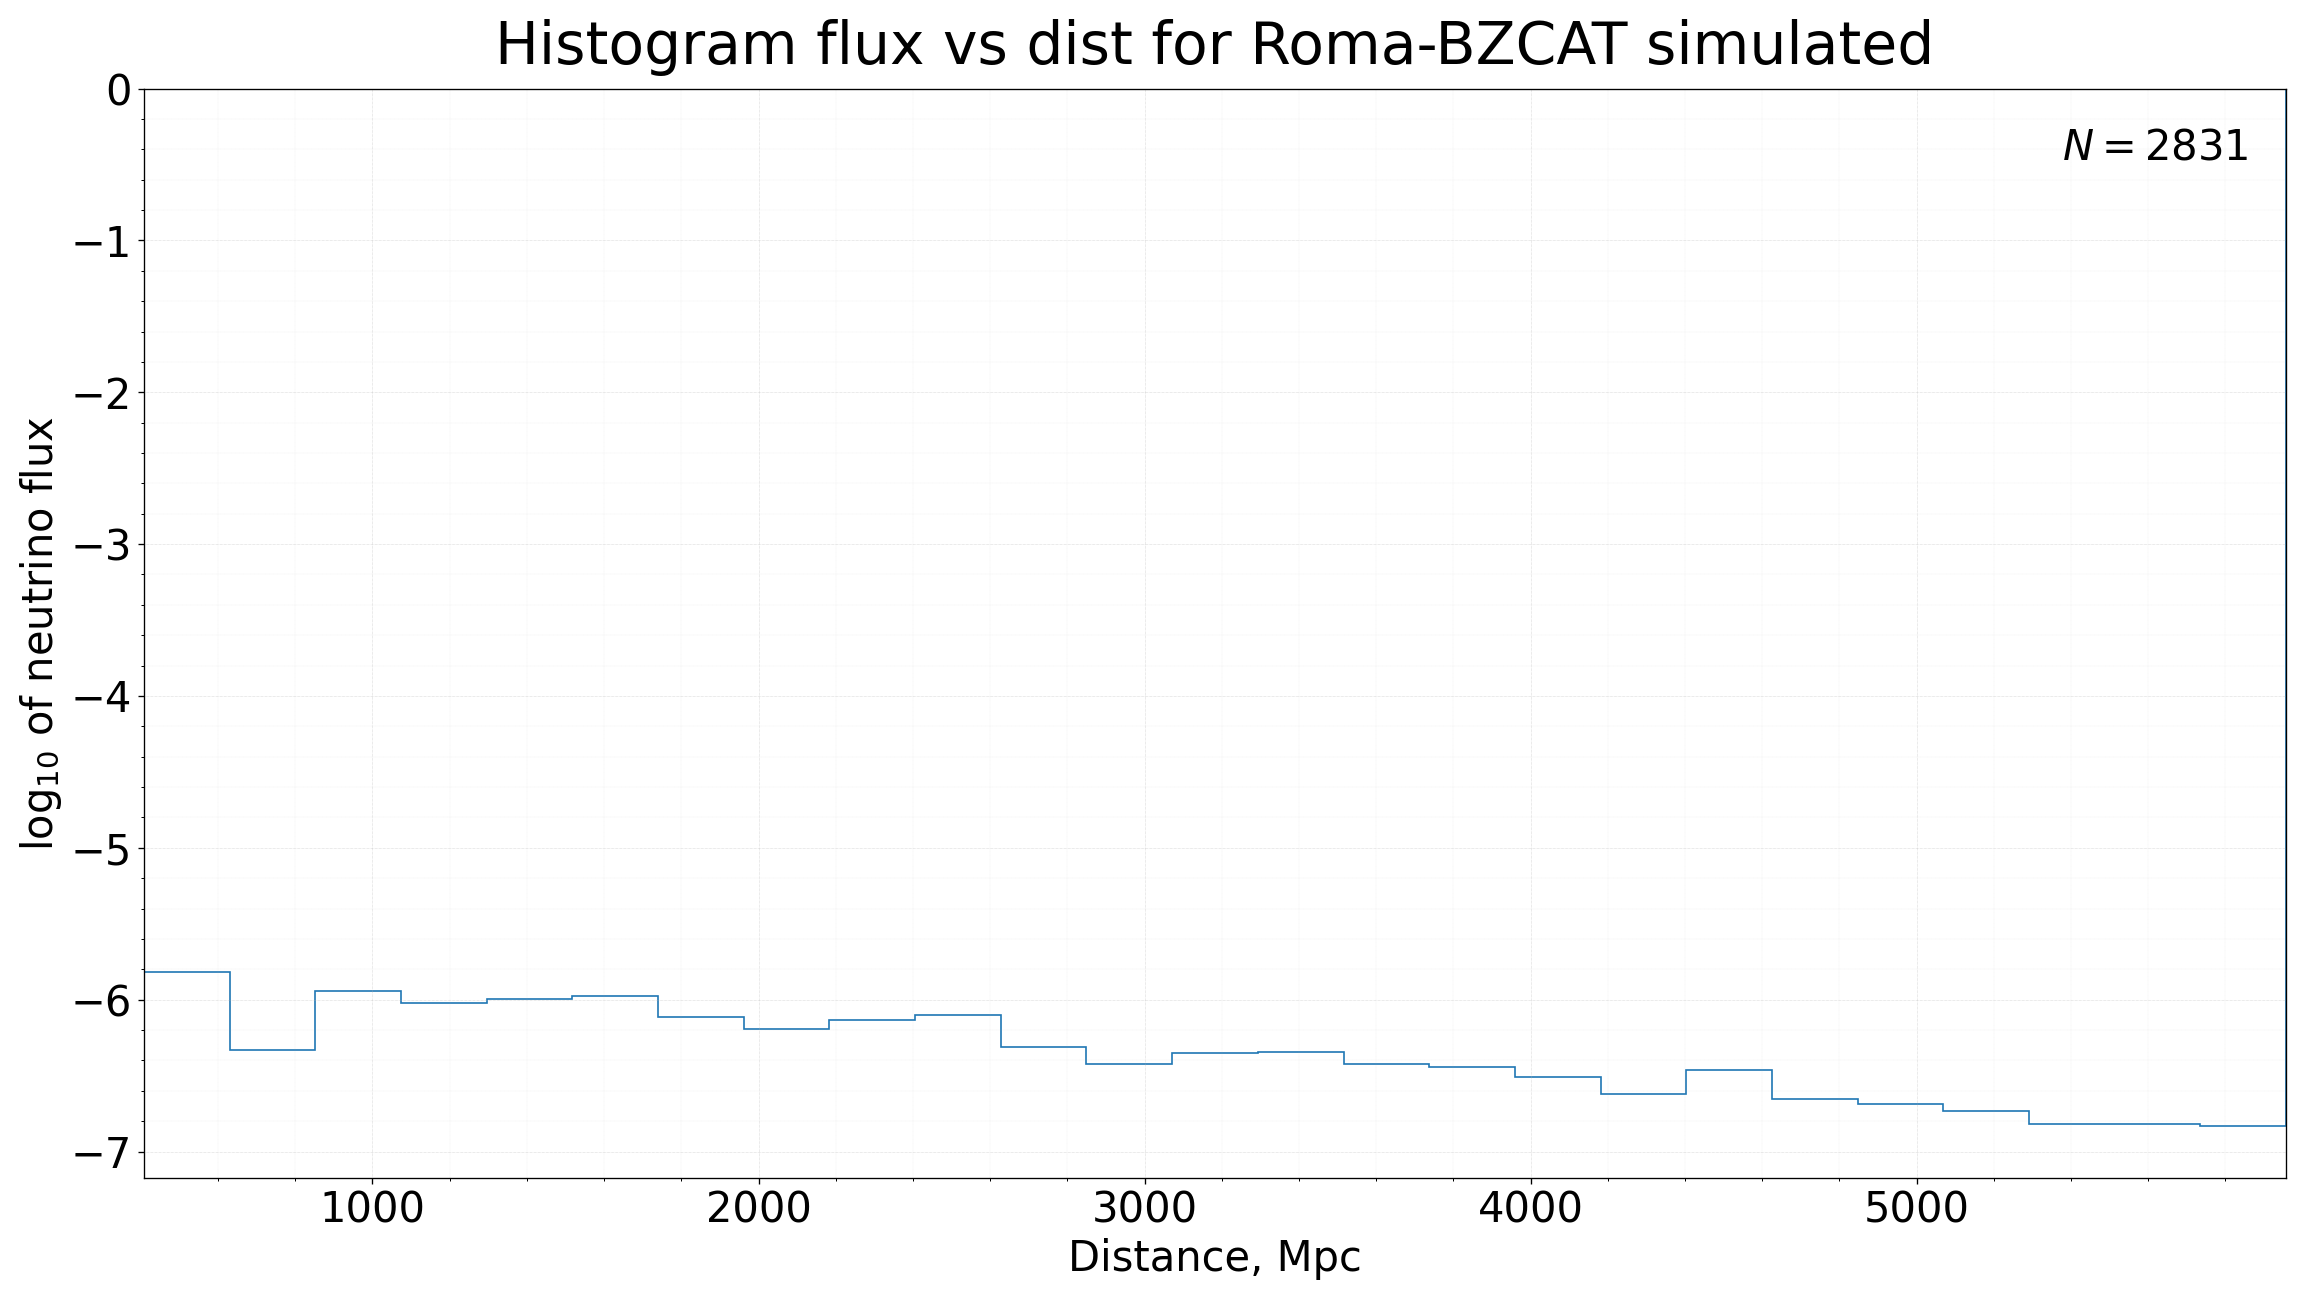 Histogram flux vs dist for Roma-BZCAT simulated
N = 2831
log₁₀ of neutrino flux
0
−1
−2
−3
−4
−5
−6
−7
1000 2000 3000 4000 5000
Distance, Mpc